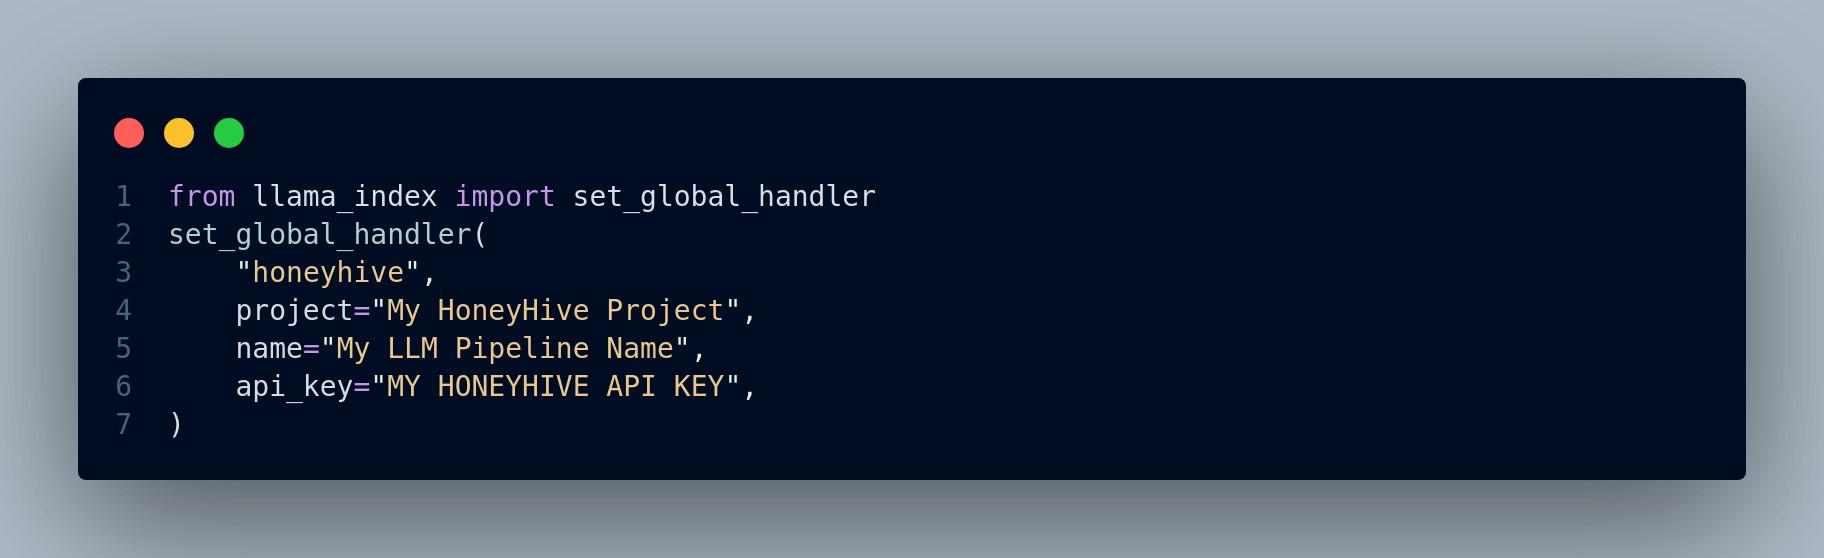 1 from llama_index import set_global_handler
2 set_global_handler(
3     "honeyhive",
4     project="My HoneyHive Project",
5     name="My LLM Pipeline Name",
6     api_key="MY HONEYHIVE API KEY",
7 )